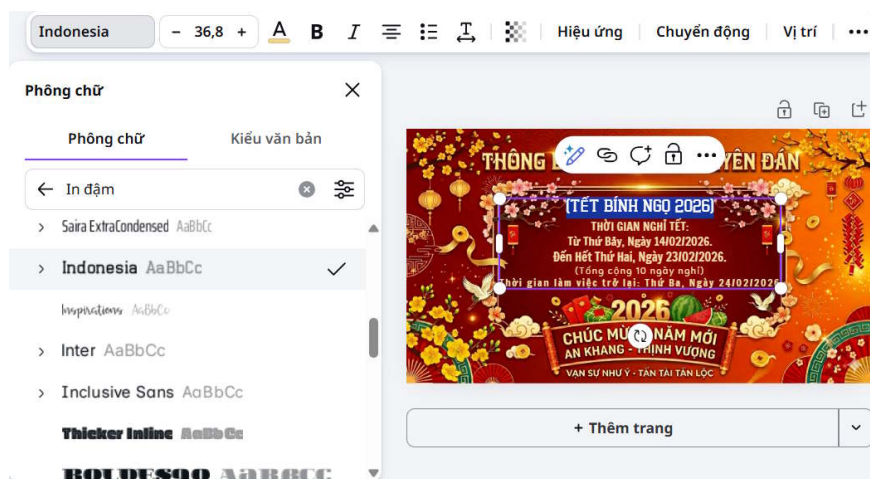 Indonesia – 36,8 + A B I Hiệu ứng Chuyển động Vị trí
Phông chữ
Phông chữ Kiểu văn bản
In đậm
Saira ExtraCondensed AaBbCc
Indonesia AaBbCc
Inspirations AaBbCc
Inter AaBbCc
Inclusive Sans AaBbCc
Thicker Inline AaBbCc
BOLDESQO AaBbCc
THÔNG YÊN ĐÁN
(TẾT BÍNH NGỌ 2026)
THỜI GIAN NGHỈ TẾT:
Từ Thứ Bảy, Ngày 14/02/2026.
Đến Hết Thứ Hai, Ngày 23/02/2026.
(Tổng cộng 10 ngày nghỉ)
Thời gian làm việc trở lại: Thứ Ba, Ngày 24/02/2026
2026
CHÚC MỪNG NĂM MỚI
AN KHANG - THỊNH VƯỢNG
VẠN SỰ NHƯ Ý - TẤN TÀI TẤN LỘC
+ Thêm trang